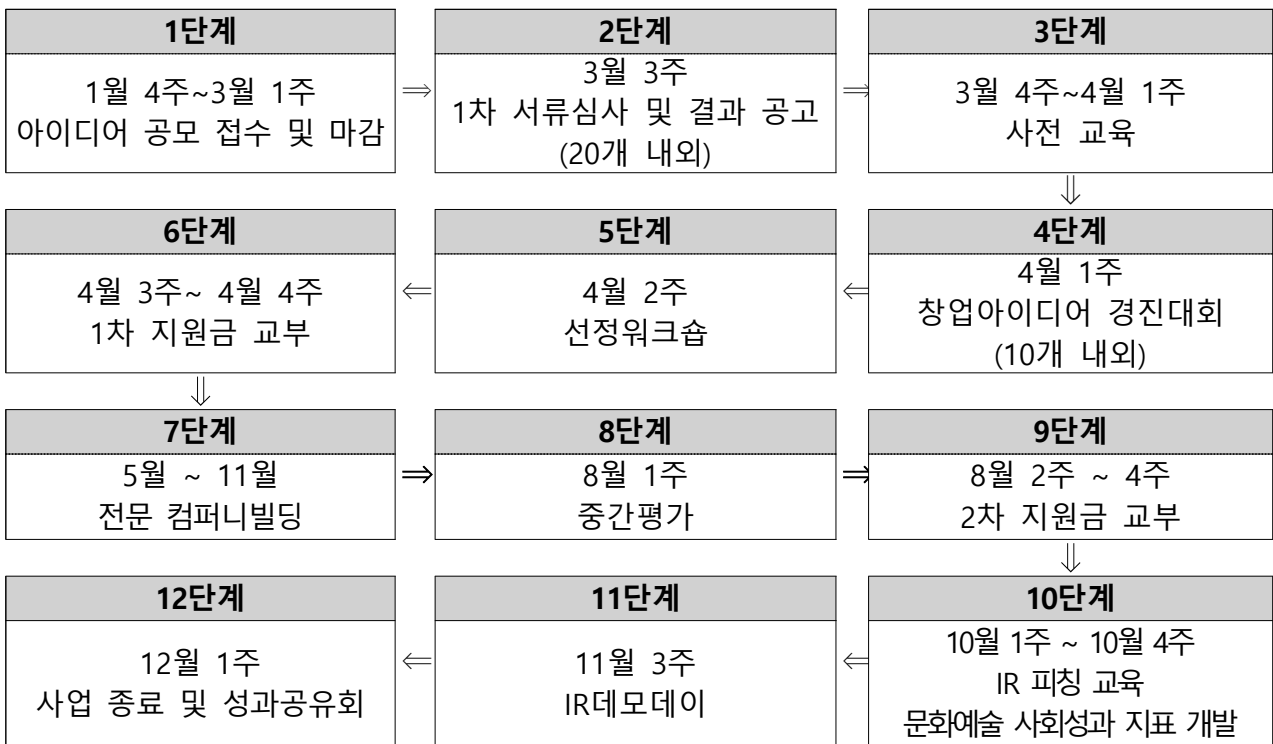 1단계
1월 4주~3월 1주
아이디어 공모 접수 및 마감
⇒
2단계
3월 3주
1차 서류심사 및 결과 공고
(20개 내외)
⇒
3단계
3월 4주~4월 1주
사전 교육
⇓
4단계
4월 1주
창업아이디어 경진대회
(10개 내외)
⇐
5단계
4월 2주
선정워크숍
⇐
6단계
4월 3주~ 4월 4주
1차 지원금 교부
⇓
7단계
5월 ~ 11월
전문 컴퍼니빌딩
⇒
8단계
8월 1주
중간평가
⇒
9단계
8월 2주 ~ 4주
2차 지원금 교부
⇓
10단계
10월 1주 ~ 10월 4주
IR 피칭 교육
문화예술 사회성과 지표 개발
⇐
11단계
11월 3주
IR데모데이
⇐
12단계
12월 1주
사업 종료 및 성과공유회